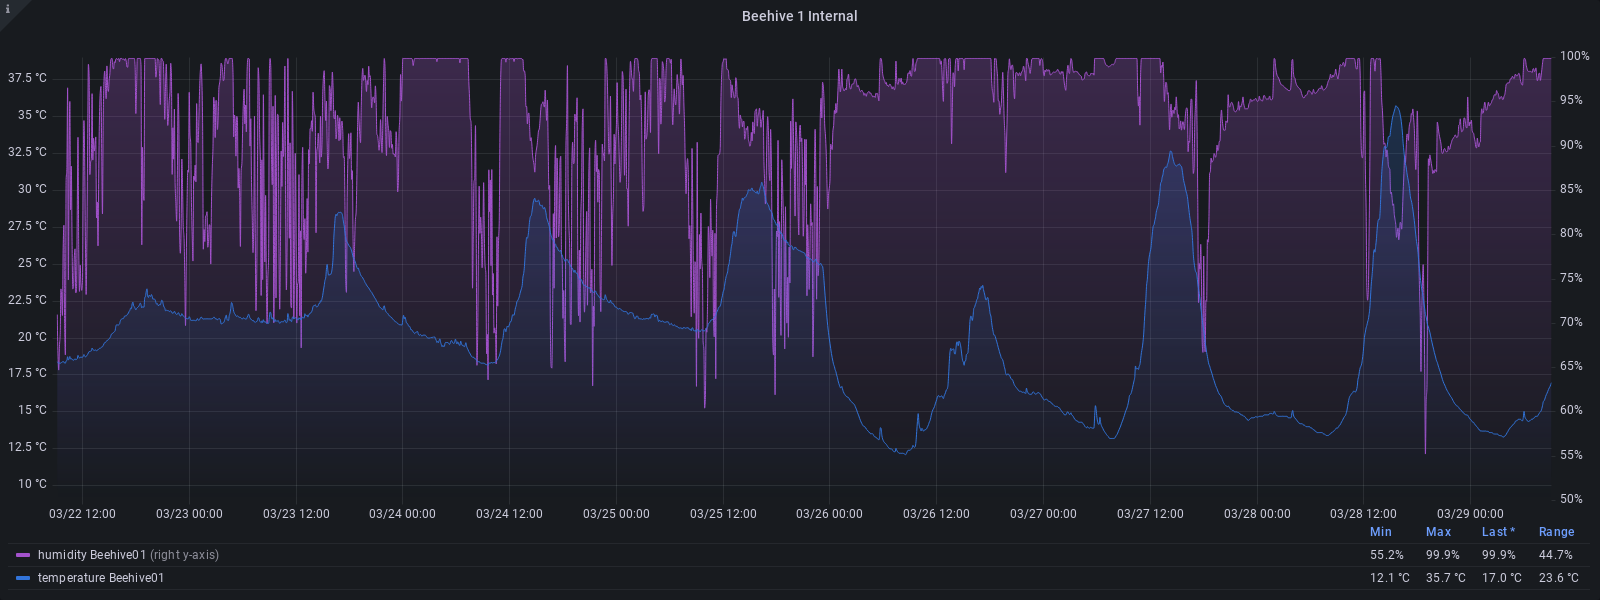 i
Beehive 1 Internal
37.5 °C
35 °C
32.5 °C
30 °C
27.5 °C
25 °C
22.5 °C
20 °C
17.5 °C
15 °C
12.5 °C
10 °C
100%
95%
90%
85%
80%
75%
70%
65%
60%
55%
50%
03/22 12:00 03/23 00:00 03/23 12:00 03/24 00:00 03/24 12:00 03/25 00:00 03/25 12:00 03/26 00:00 03/26 12:00 03/27 00:00 03/27 12:00 03/28 00:00 03/28 12:00 03/29 00:00
Min Max Last * Range
humidity Beehive01 (right y-axis) 55.2% 99.9% 99.9% 44.7%
temperature Beehive01 12.1 °C 35.7 °C 17.0 °C 23.6 °C